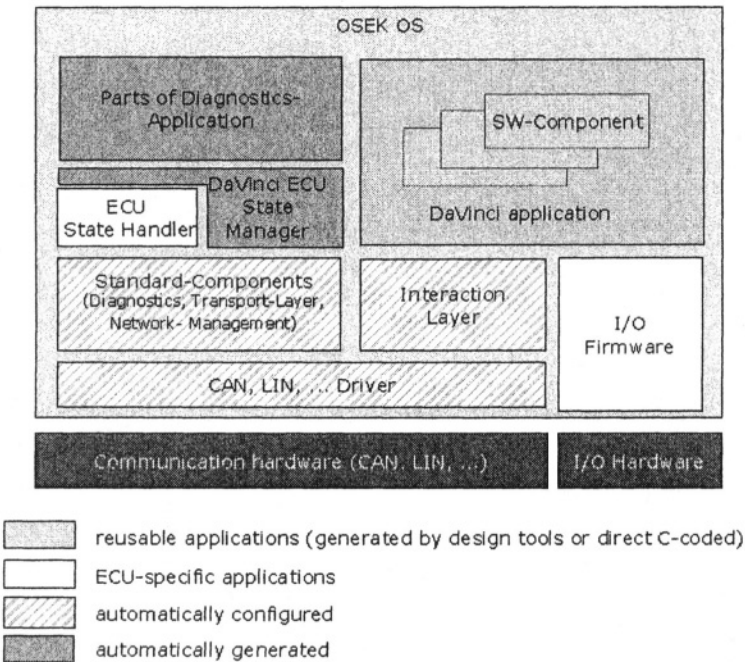 OSEK OS
Parts of Diagnostics-
Application
SW-Component
DaVinci application
DaVinci ECU
State
Manager
ECU
State Handler
Standard-Components
(Diagnostics, Transport-Layer,
Network- Management)
Interaction
Layer
I/O
Firmware
CAN, LIN, ... Driver
Communication hardware (CAN, LIN, ...)
I/O Hardware
reusable applications (generated by design tools or direct C-coded)
ECU-specific applications
automatically configured
automatically generated